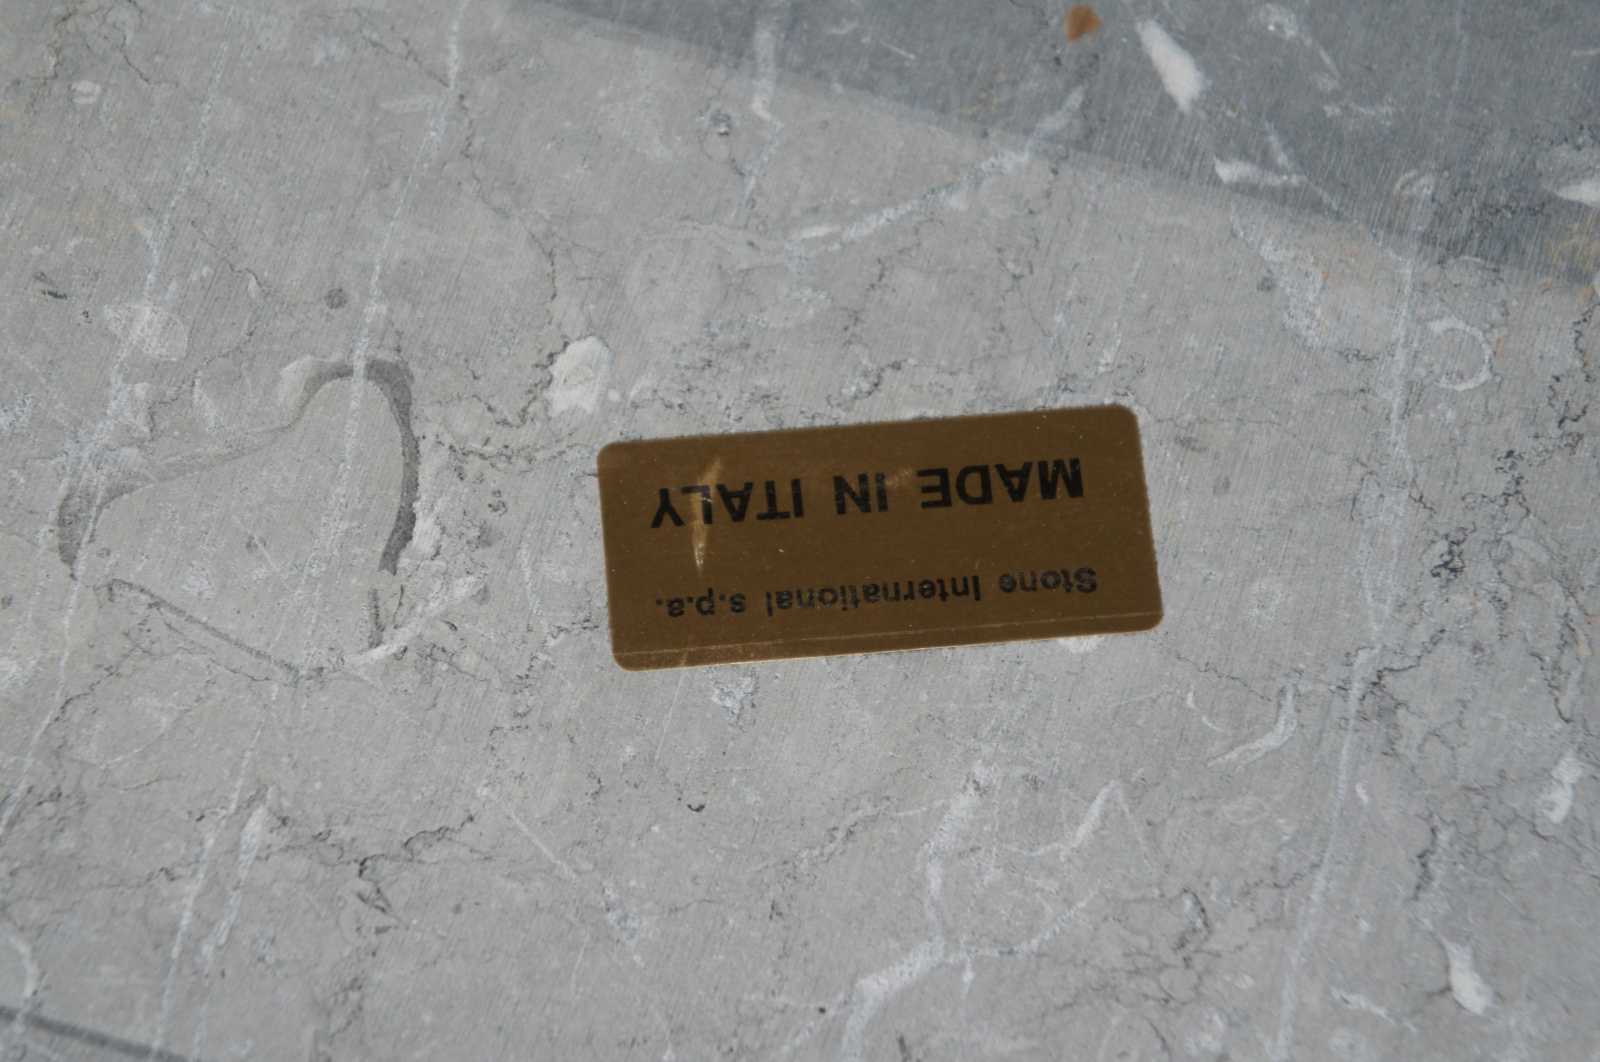 Stone International s.p.a.
MADE IN ITALY